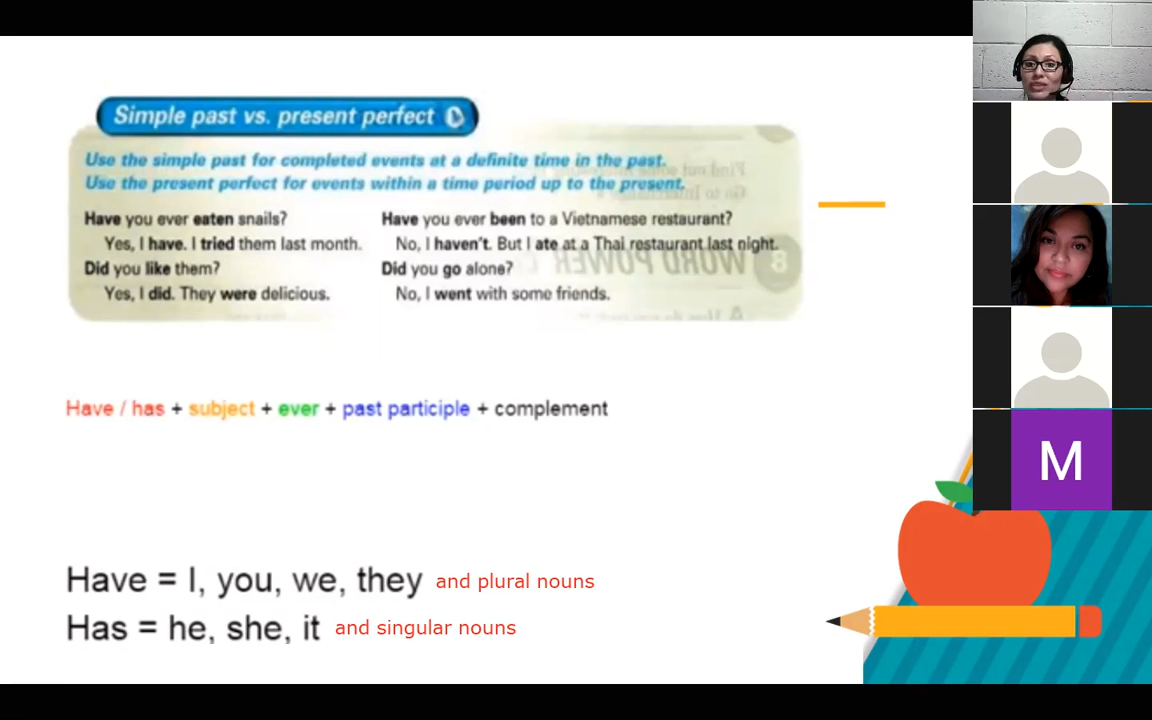 Simple past vs. present perfect
Use the simple past for completed events at a definite time in the past.
Use the present perfect for events within a time period up to the present.
Have you ever eaten snails?
Yes, I have. I tried them last month.
Did you like them?
Yes, I did. They were delicious.
Have you ever been to a Vietnamese restaurant?
No, I haven't. But I ate at a Thai restaurant last night.
Did you go alone?
No, I went with some friends.
WORD POWER
8
Have / has + subject + ever + past participle + complement
Have = I, you, we, they and plural nouns
Has = he, she, it and singular nouns
M